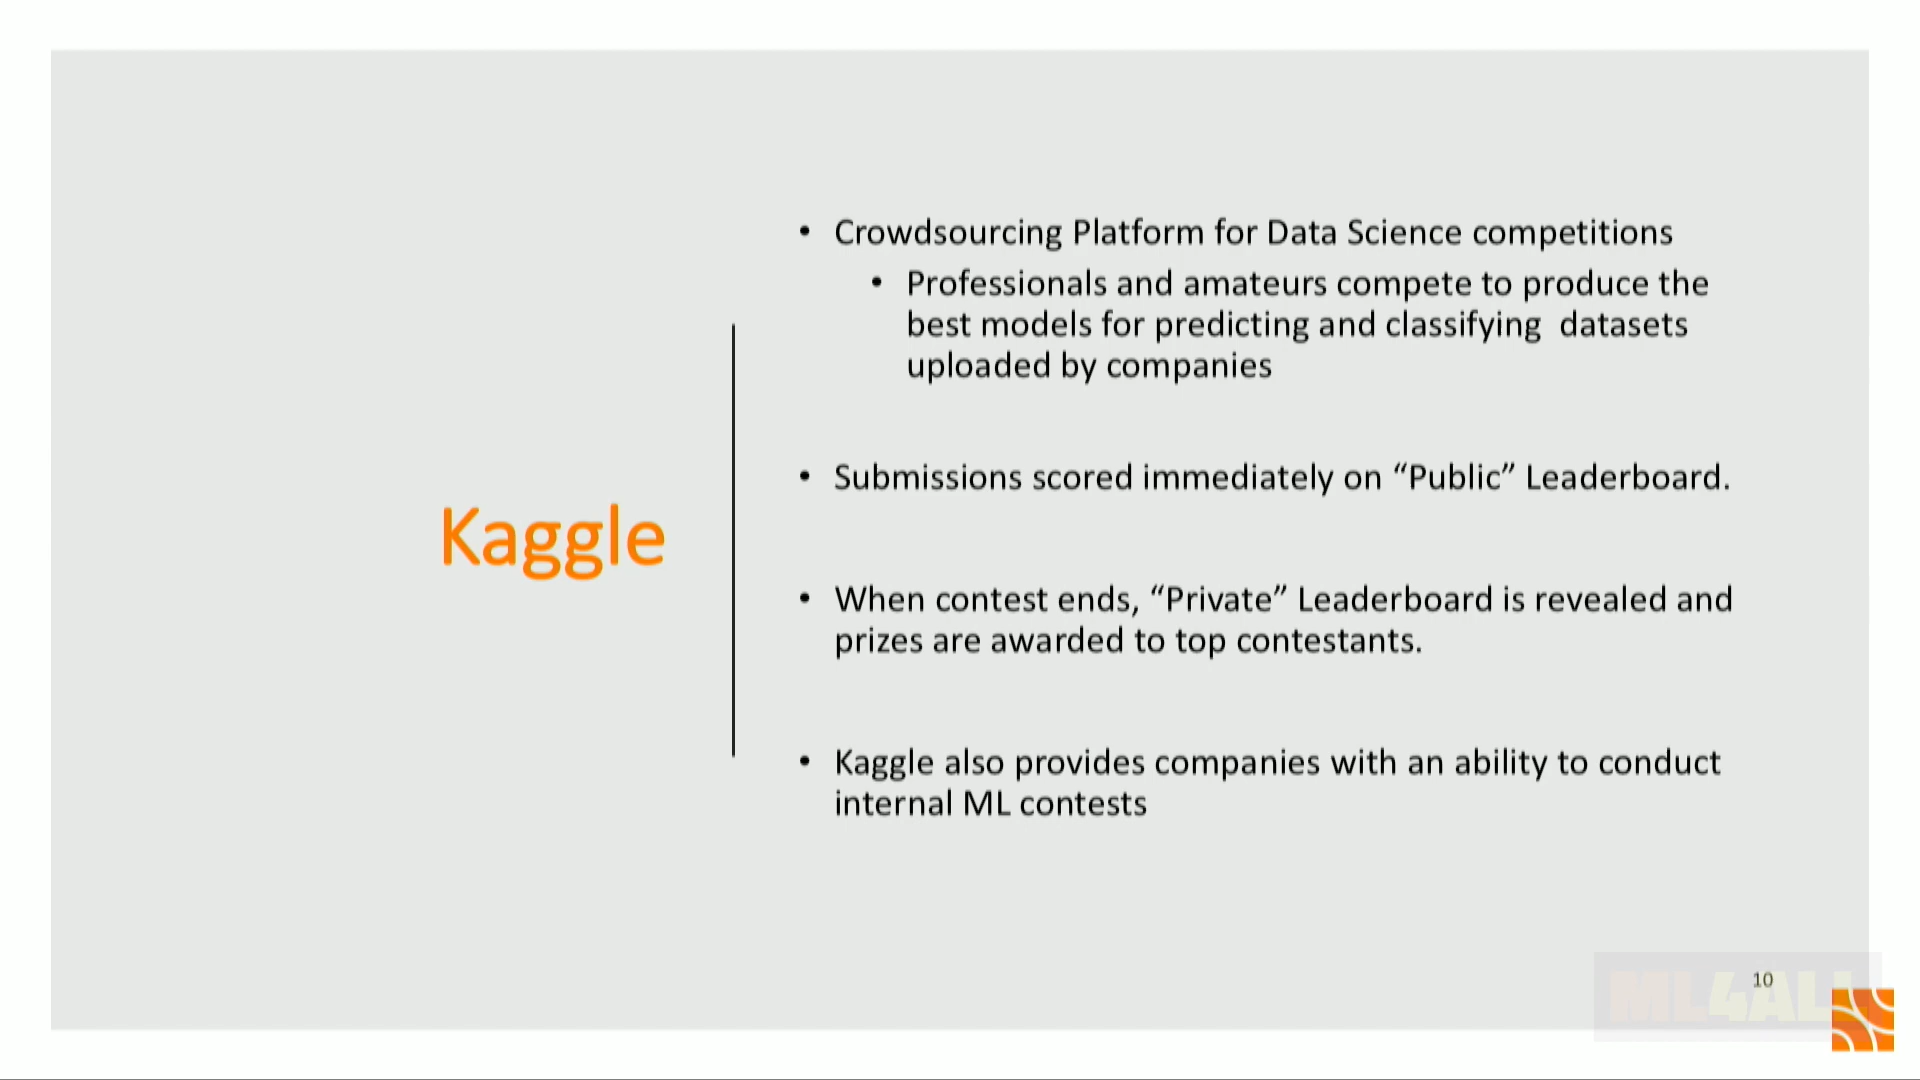 Kaggle
• Crowdsourcing Platform for Data Science competitions
• Professionals and amateurs compete to produce the
best models for predicting and classifying  datasets
uploaded by companies
• Submissions scored immediately on “Public” Leaderboard.
• When contest ends, “Private” Leaderboard is revealed and
prizes are awarded to top contestants.
• Kaggle also provides companies with an ability to conduct
internal ML contests
10
ML4ALL